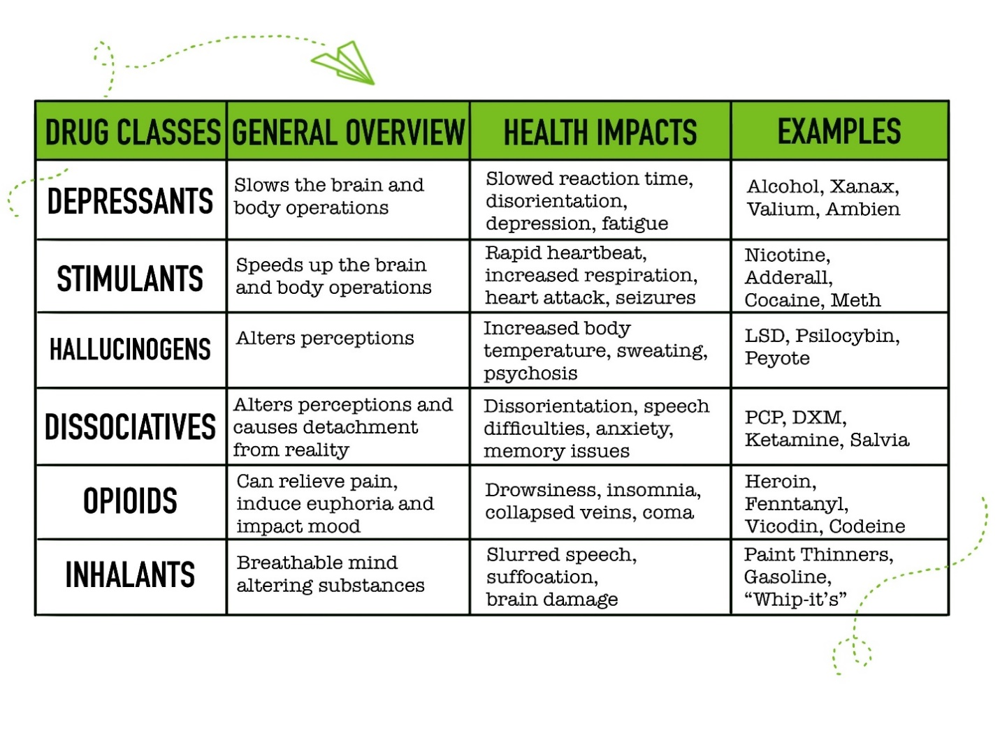 DRUG CLASSES GENERAL OVERVIEW HEALTH IMPACTS EXAMPLES
DEPRESSANTS
Slows the brain and
body operations
Slowed reaction time,
disorientation,
depression, fatigue
Alcohol, Xanax,
Valium, Ambien
STIMULANTS
Speeds up the brain
and body operations
Rapid heartbeat,
increased respiration,
heart attack, seizures
Nicotine,
Adderall,
Cocaine, Meth
HALLUCINOGENS
Alters perceptions
Increased body
temperature, sweating,
psychosis
LSD, Psilocybin,
Peyote
DISSOCIATIVES
Alters perceptions and
causes detachment
from reality
Dissorientation, speech
difficulties, anxiety,
memory issues
PCP, DXM,
Ketamine, Salvia
OPIOIDS
Can relieve pain,
induce euphoria and
impact mood
Drowsiness, insomnia,
collapsed veins, coma
Heroin,
Fenntanyl,
Vicodin, Codeine
INHALANTS
Breathable mind
altering substances
Slurred speech,
suffocation,
brain damage
Paint Thinners,
Gasoline,
“Whip-it’s”